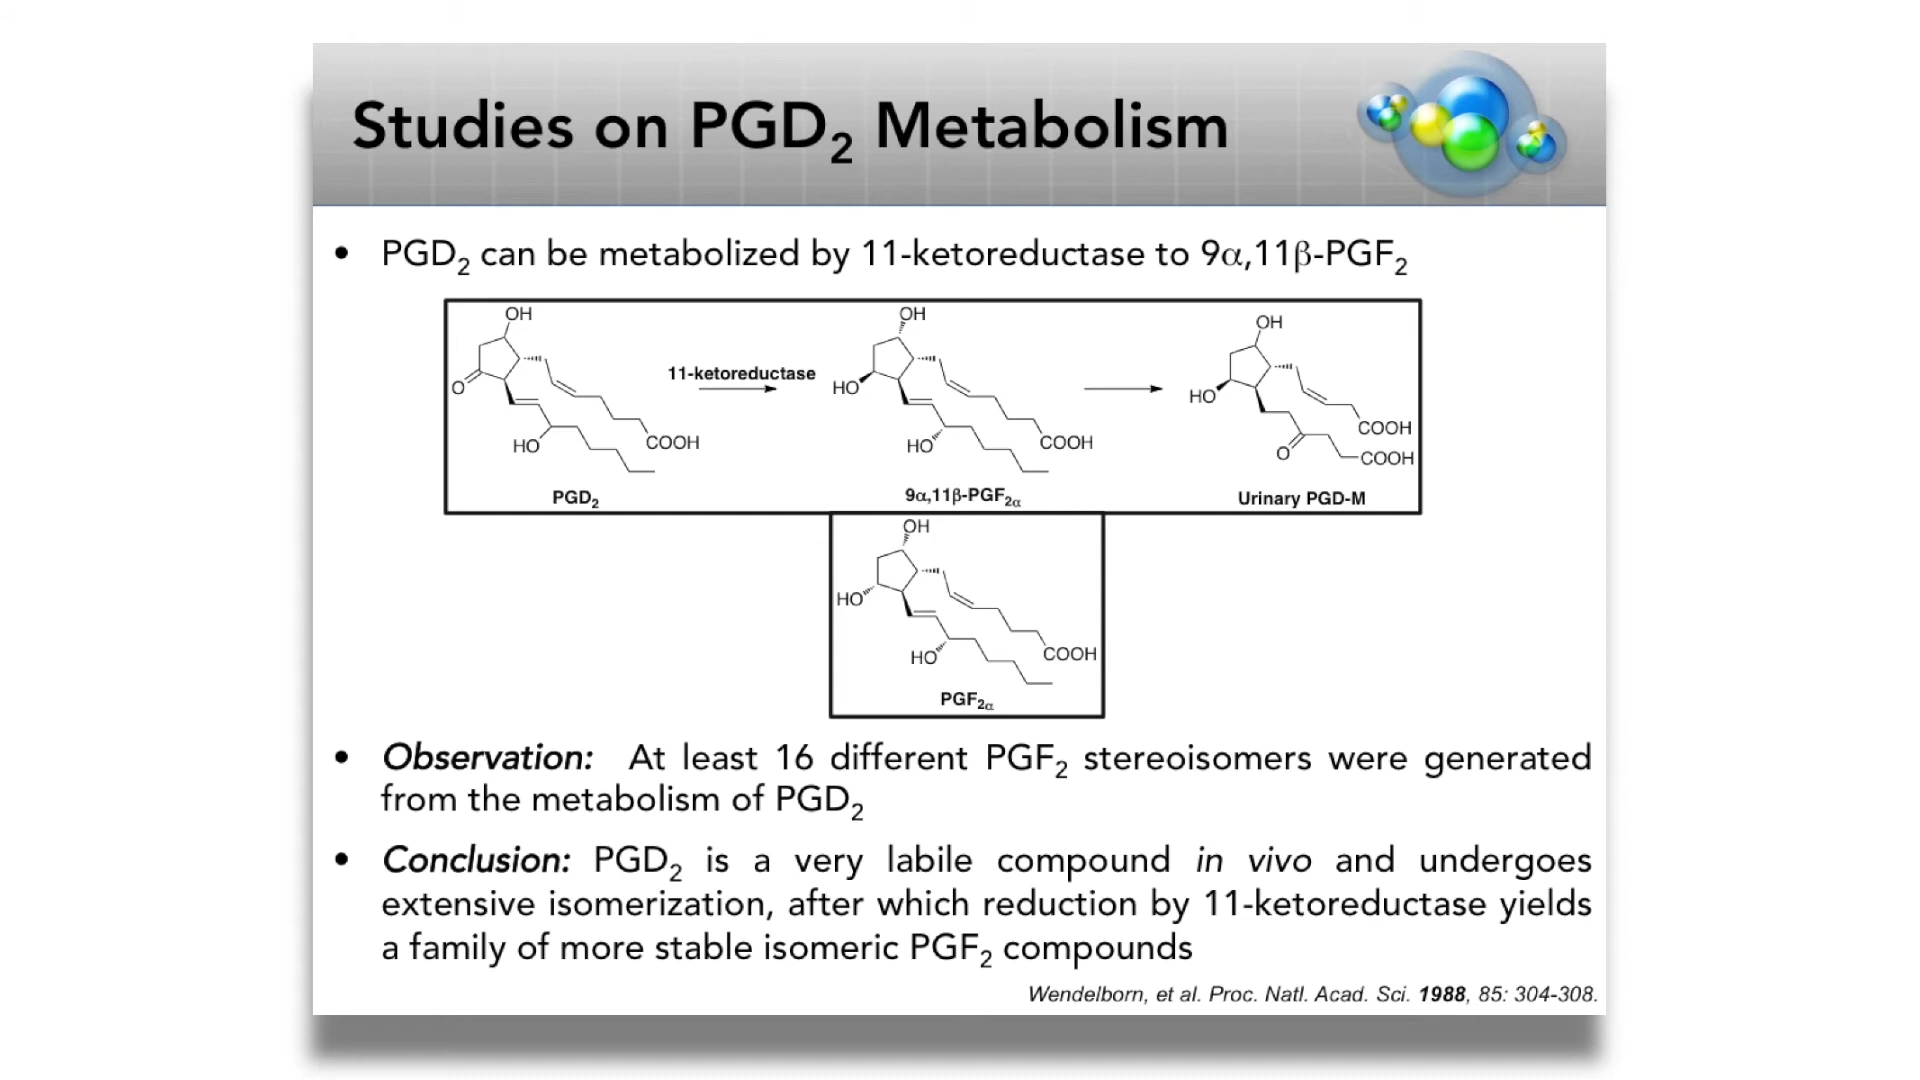 Studies on PGD₂ Metabolism
• PGD₂ can be metabolized by 11-ketoreductase to 9α,11β-PGF₂
OH
O
HO
COOH
PGD₂
11-ketoreductase
OH
HO
HO
COOH
9α,11β-PGF₂α
OH
HO
O
COOH
COOH
Urinary PGD-M
OH
HO
HO
COOH
PGF₂α
• Observation: At least 16 different PGF₂ stereoisomers were generated
from the metabolism of PGD₂
• Conclusion: PGD₂ is a very labile compound in vivo and undergoes
extensive isomerization, after which reduction by 11-ketoreductase yields
a family of more stable isomeric PGF₂ compounds
Wendelborn, et al. Proc. Natl. Acad. Sci. 1988, 85: 304-308.